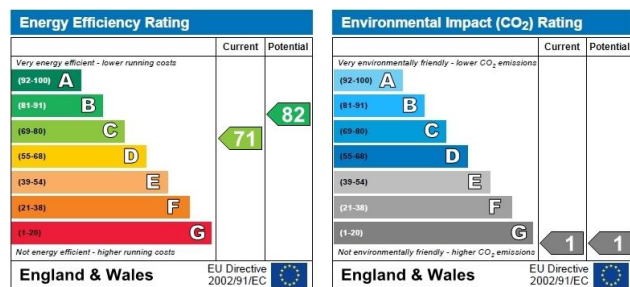 Energy Efficiency Rating
Current Potential
Very energy efficient - lower running costs
(92-100) A
(81-91) B
(69-80) C
(55-68) D
(39-54) E
(21-38) F
(1-20) G
71
82
Not energy efficient - higher running costs
England & Wales
EU Directive
2002/91/EC
Environmental Impact (CO₂) Rating
Current Potential
Very environmentally friendly - lower CO₂ emissions
(92-100) A
(81-91) B
(69-80) C
(55-68) D
(39-54) E
(21-38) F
(1-20) G
1
1
Not environmentally friendly - higher CO₂ emissions
England & Wales
EU Directive
2002/91/EC